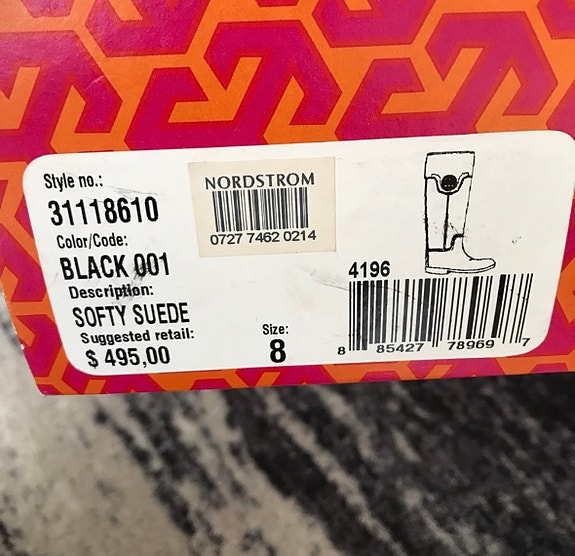 Style no.:
31118610
Color/Code:
BLACK 001
Description:
SOFTY SUEDE
Suggested retail:
$ 495,00
NORDSTROM
0727 7462 0214
Size:
8
4196
8 85427 78969 7